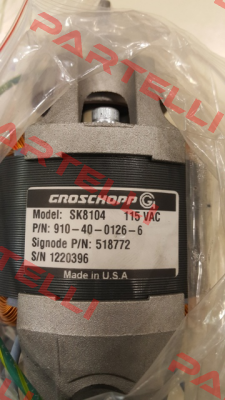 PARTELLI
GROSCHOPP G
Model: SK8104 115 VAC
P/N: 910-40-0126-6
Signode P/N: 518772
S/N 1220396
Made in U.S.A
PARTELLI